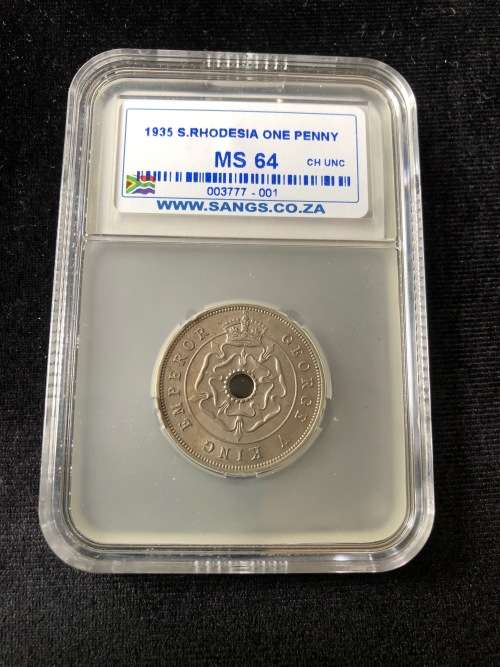 1935 S.RHODESIA ONE PENNY
MS 64 CH UNC
003777 - 001
WWW.SANGS.CO.ZA
GEORGE V KING EMPEROR